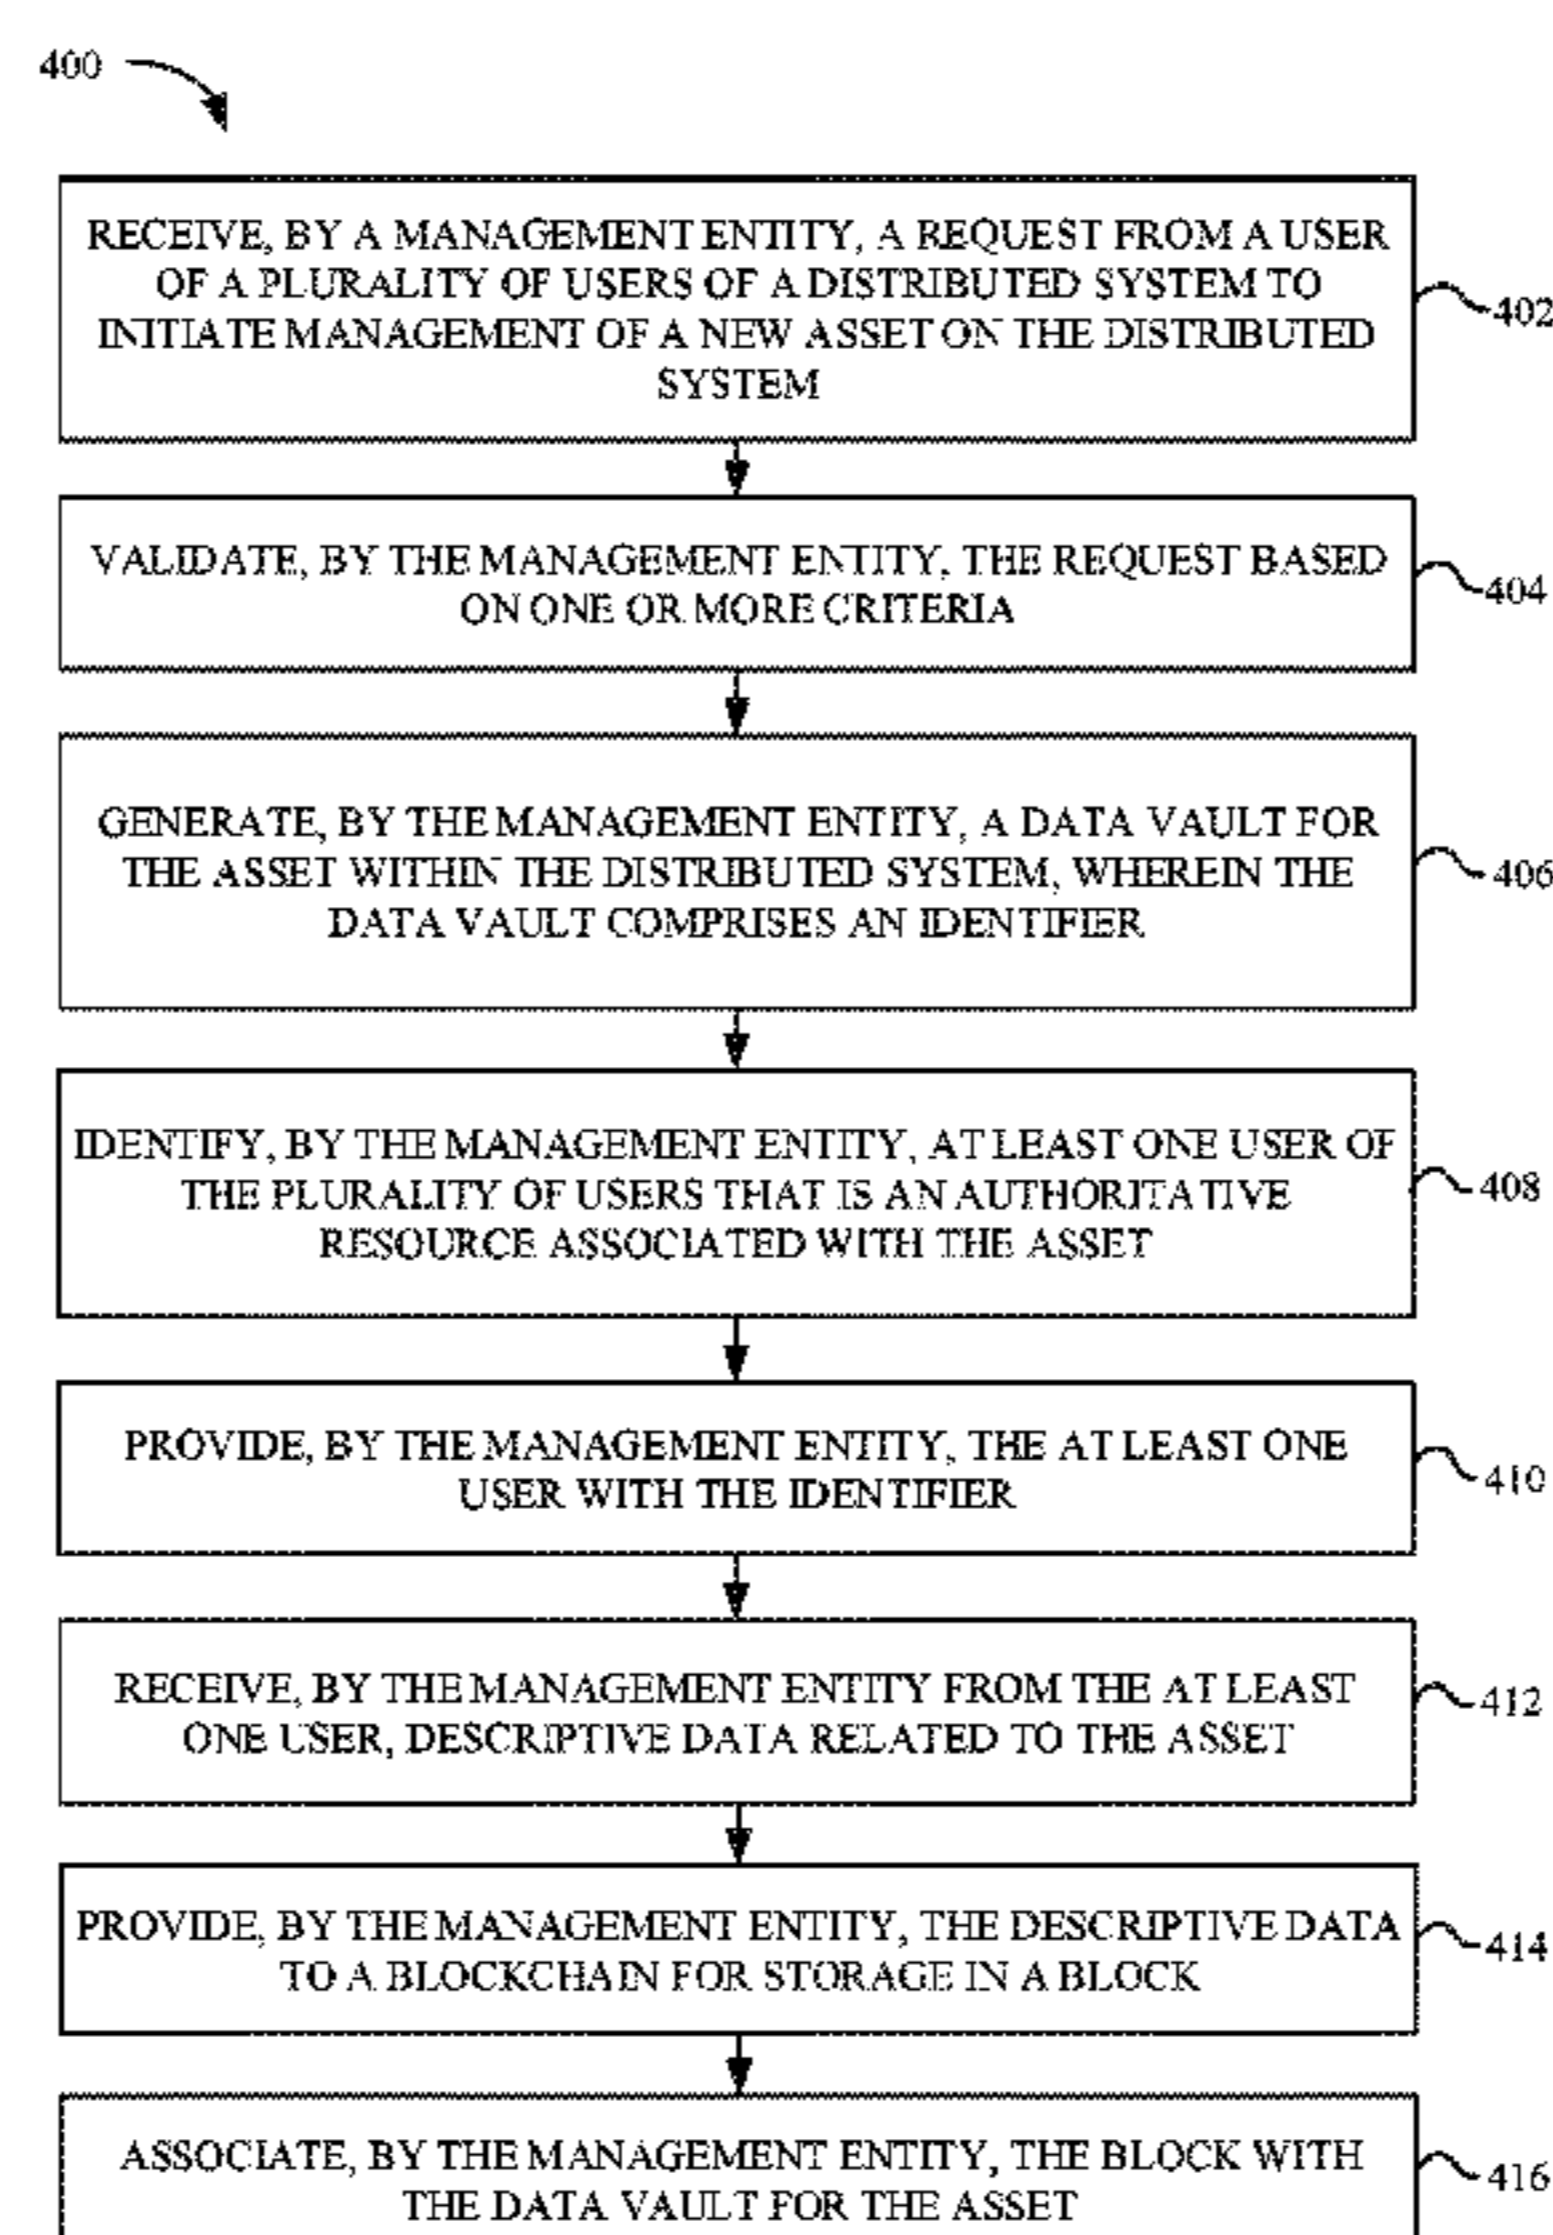 400
RECEIVE, BY A MANAGEMENT ENTITY, A REQUEST FROM A USER
OF A PLURALITY OF USERS OF A DISTRIBUTED SYSTEM TO
INITIATE MANAGEMENT OF A NEW ASSET ON THE DISTRIBUTED
SYSTEM
402
VALIDATE, BY THE MANAGEMENT ENTITY, THE REQUEST BASED
ON ONE OR MORE CRITERIA
404
GENERATE, BY THE MANAGEMENT ENTITY, A DATA VAULT FOR
THE ASSET WITHIN THE DISTRIBUTED SYSTEM, WHEREIN THE
DATA VAULT COMPRISES AN IDENTIFIER
406
IDENTIFY, BY THE MANAGEMENT ENTITY, AT LEAST ONE USER OF
THE PLURALITY OF USERS THAT IS AN AUTHORITATIVE
RESOURCE ASSOCIATED WITH THE ASSET
408
PROVIDE, BY THE MANAGEMENT ENTITY, THE AT LEAST ONE
USER WITH THE IDENTIFIER
410
RECEIVE, BY THE MANAGEMENT ENTITY FROM THE AT LEAST
ONE USER, DESCRIPTIVE DATA RELATED TO THE ASSET
412
PROVIDE, BY THE MANAGEMENT ENTITY, THE DESCRIPTIVE DATA
TO A BLOCKCHAIN FOR STORAGE IN A BLOCK
414
ASSOCIATE, BY THE MANAGEMENT ENTITY, THE BLOCK WITH
THE DATA VAULT FOR THE ASSET
416